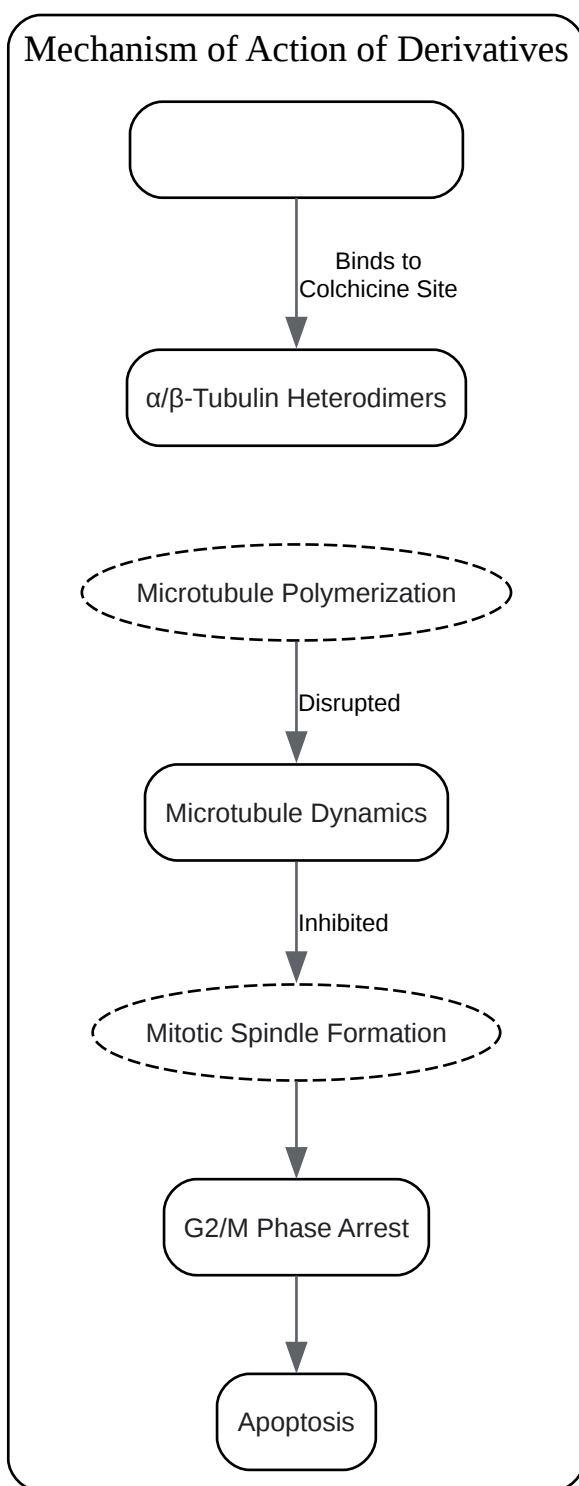 Mechanism of Action of Derivatives
Binds to
Colchicine Site
α/β-Tubulin Heterodimers
Microtubule Polymerization
Disrupted
Microtubule Dynamics
Inhibited
Mitotic Spindle Formation
G2/M Phase Arrest
Apoptosis